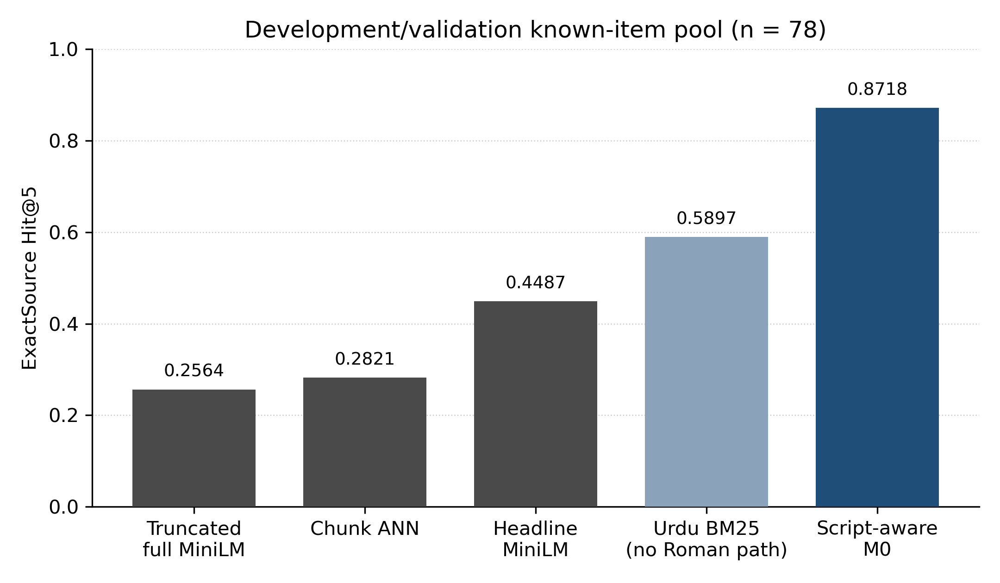 Development/validation known-item pool (n = 78)
ExactSource Hit@5
1.0
0.8
0.6
0.4
0.2
0.0
0.2564
0.2821
0.4487
0.5897
0.8718
Truncated
full MiniLM
Chunk ANN
Headline
MiniLM
Urdu BM25
(no Roman path)
Script-aware
M0